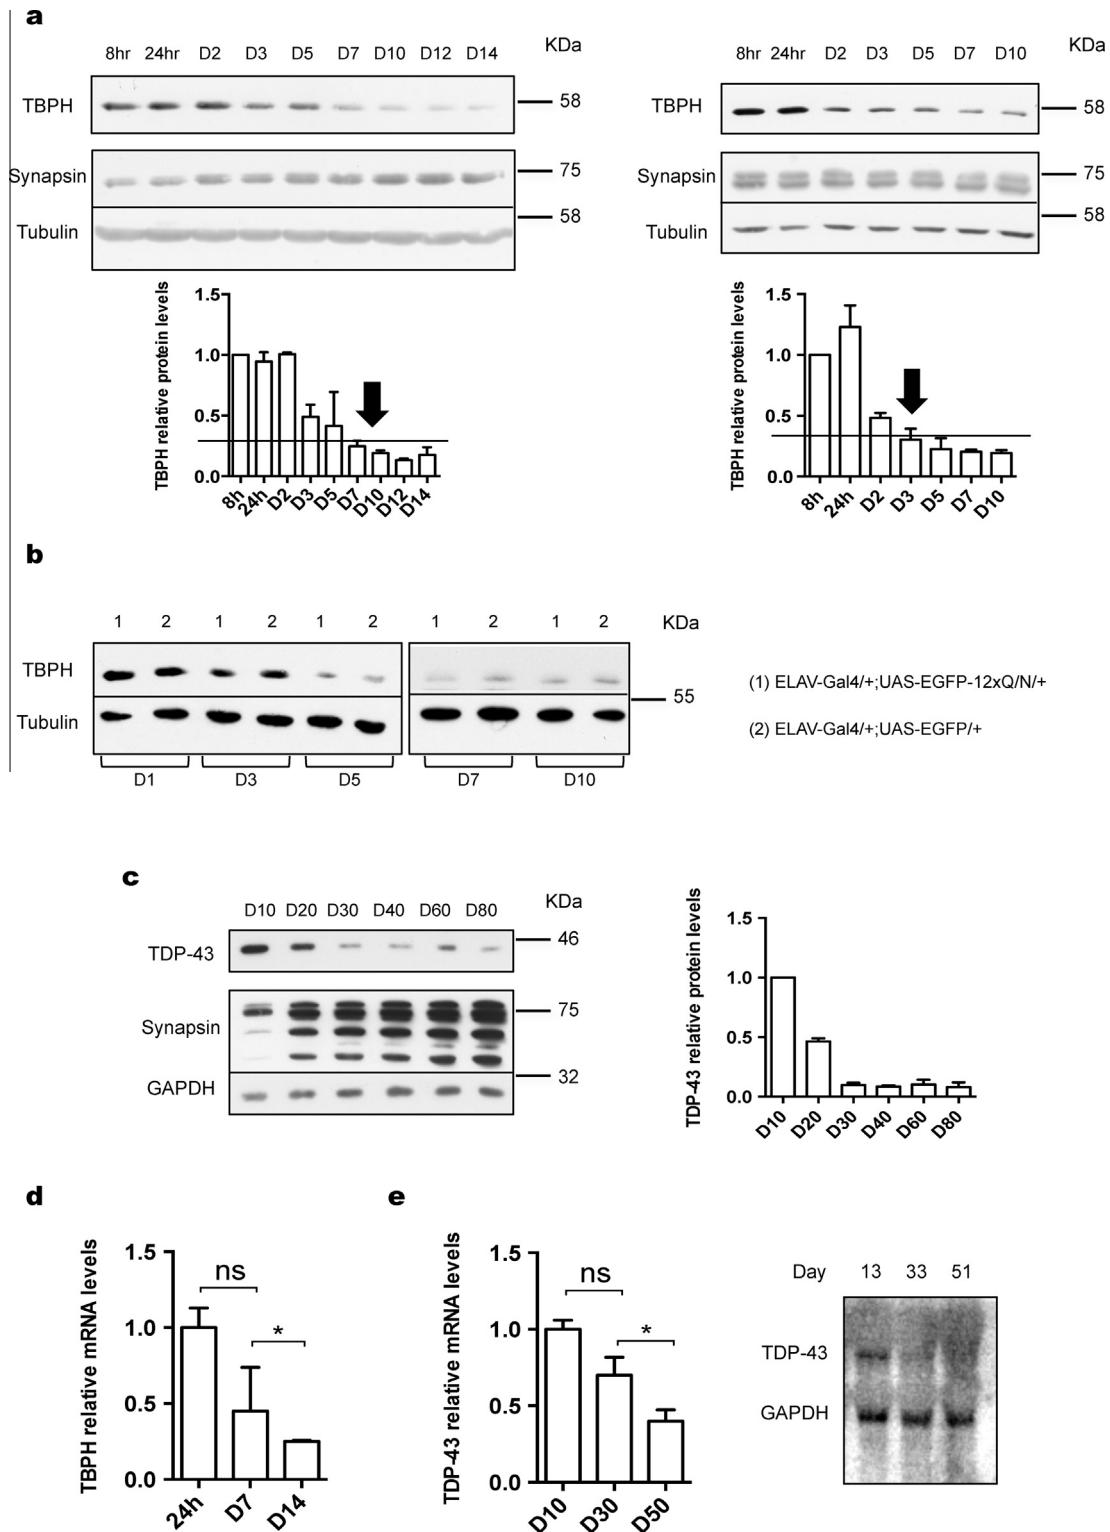 a
8hr 24hr D2 D3 D5 D7 D10 D12 D14 KDa
TBPH 58
Synapsin 75
58
Tubulin
8hr 24hr D2 D3 D5 D7 D10 KDa
TBPH 58
Synapsin 75
58
Tubulin
TBPH relative protein levels
1.5
1.0
0.5
0.0
8h 24h D2 D3 D5 D7 D10 D12 D14
TBPH relative protein levels
1.5
1.0
0.5
0.0
8h 24h D2 D3 D5 D7 D10
b
1 2 1 2 1 2 1 2 1 2 KDa
TBPH
55
Tubulin
D1 D3 D5 D7 D10
(1) ELAV-Gal4/+;UAS-EGFP-12xQ/N/+
(2) ELAV-Gal4/+;UAS-EGFP/+
c
D10 D20 D30 D40 D60 D80 KDa
TDP-43 46
75
Synapsin
32
GAPDH
TDP-43 relative protein levels
1.5
1.0
0.5
0.0
D10 D20 D30 D40 D60 D80
d
TBPH relative mRNA levels
1.5
1.0
0.5
0.0
ns
*
24h D7 D14
e
TDP-43 relative mRNA levels
1.5
1.0
0.5
0.0
ns
*
D10 D30 D50
Day 13 33 51
TDP-43
GAPDH